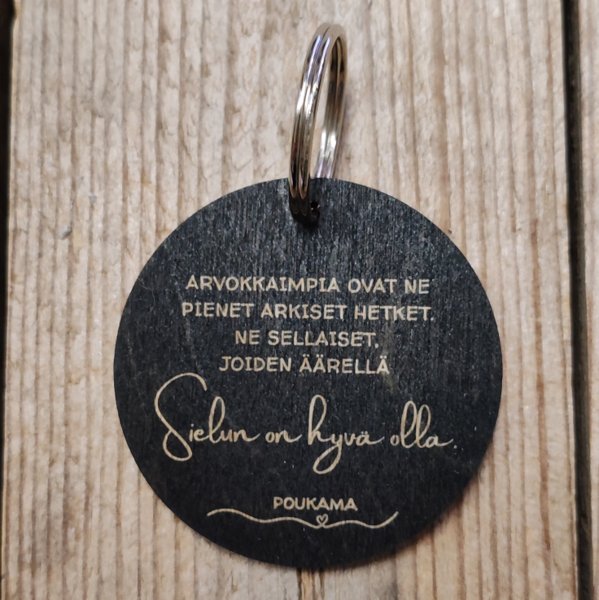 ARVOKKAIMPIA OVAT NE
PIENET ARKISET HETKET.
NE SELLAISET,
JOIDEN ÄÄRELLÄ
Sielun on hyvä olla.
POUKAMA